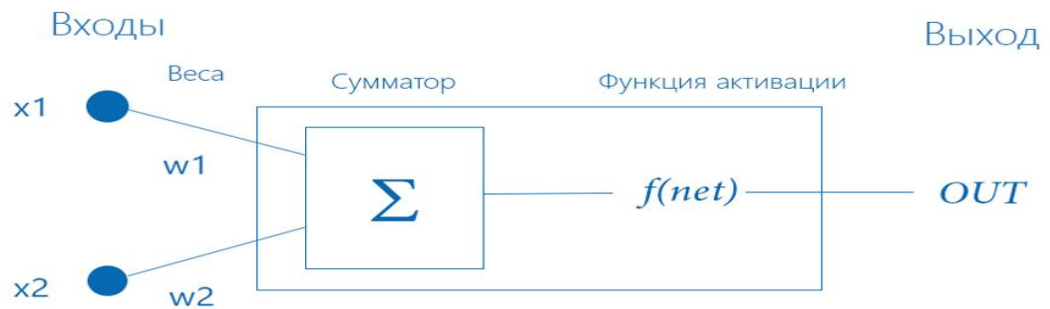 Входы
Выход
Веса
Сумматор
Функция активации
x1
w1
Σ
f(net)
OUT
x2
w2